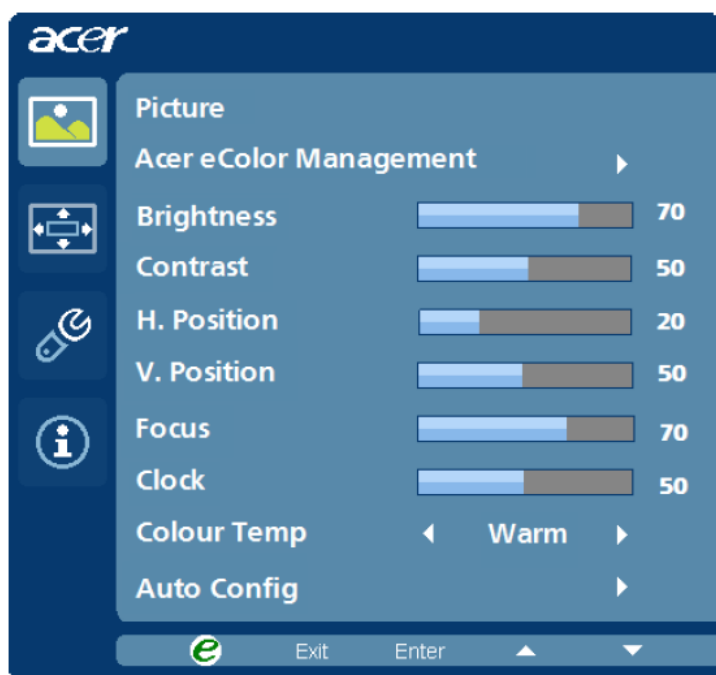 acer
Picture
Acer eColor Management
Brightness 70
Contrast 50
H. Position 20
V. Position 50
Focus 70
Clock 50
Colour Temp Warm
Auto Config
e Exit Enter